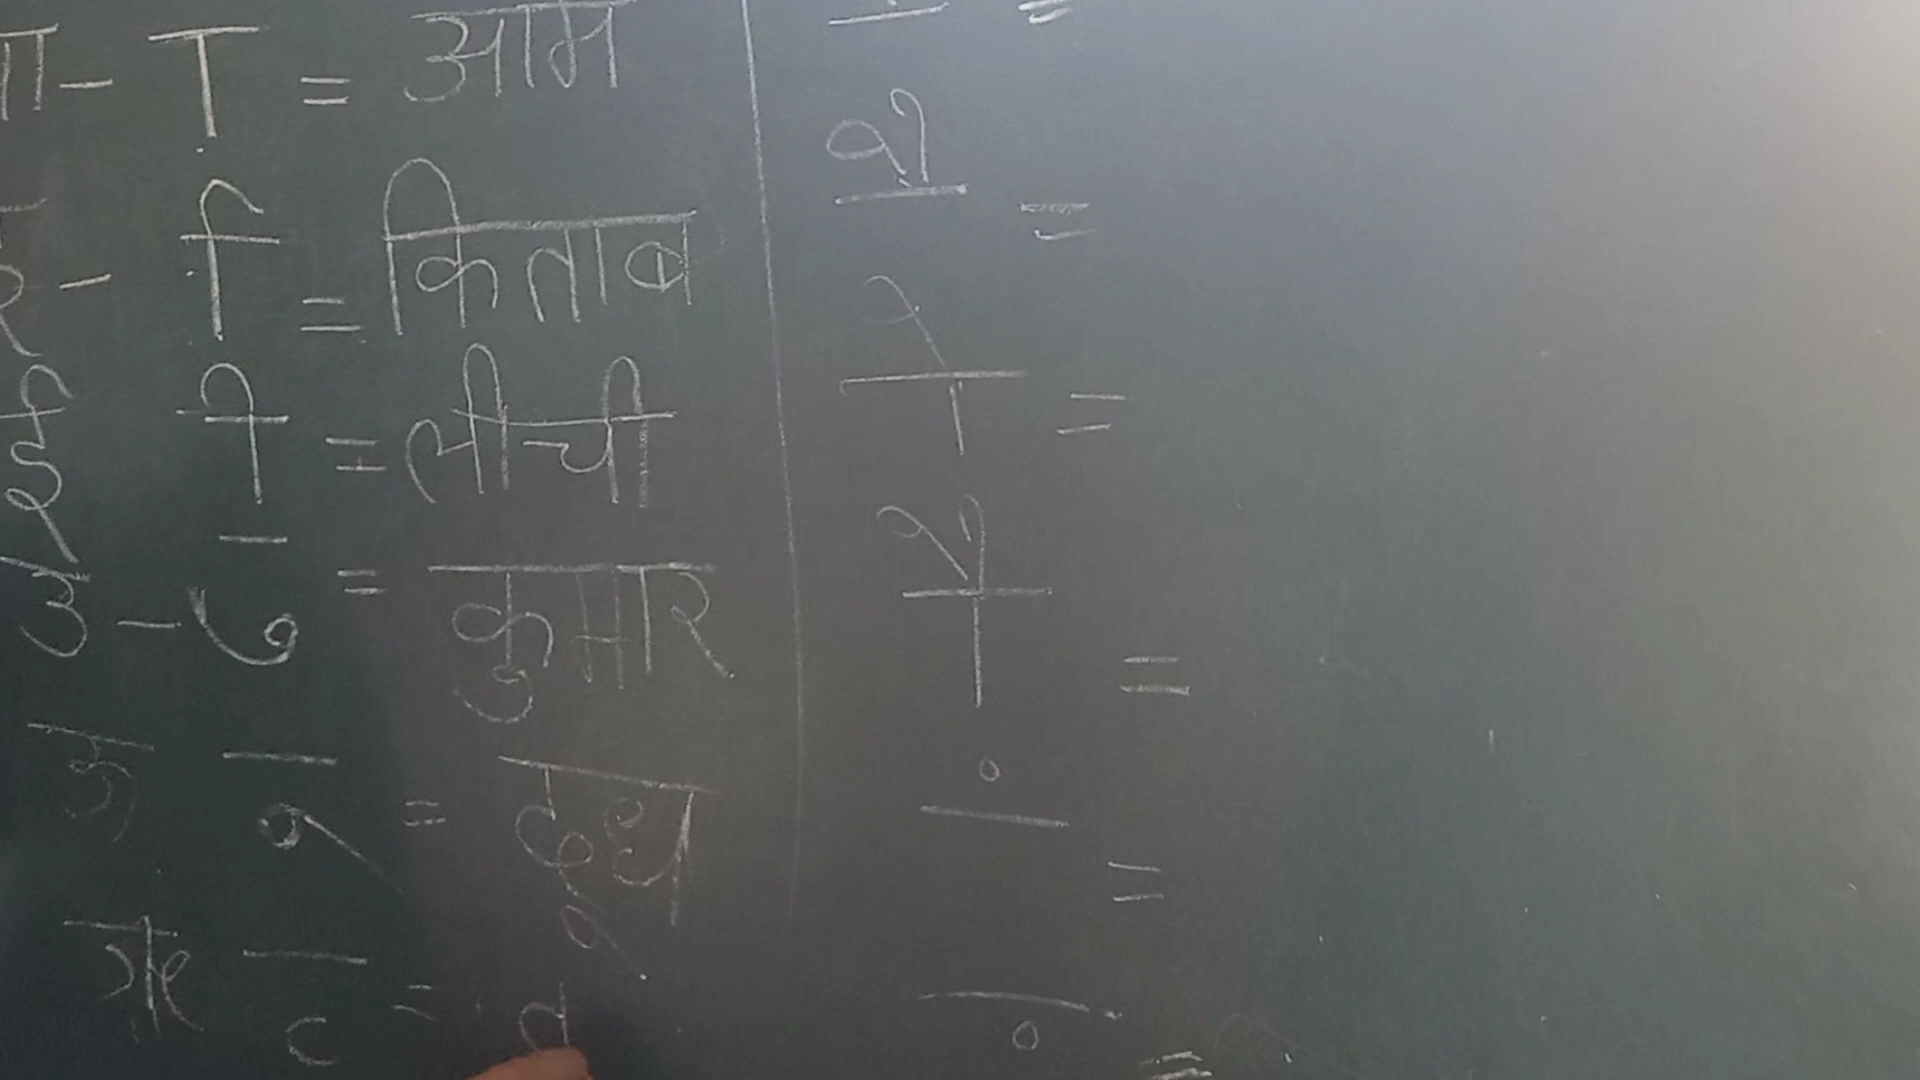 आ - ा = आम
इ - ि = किताब
ई ी = लीची
उ - ु = कुमार
ऊ ू = दूध
ऋ ृ =
ै =
ो =
ौ =
ं =
़ =